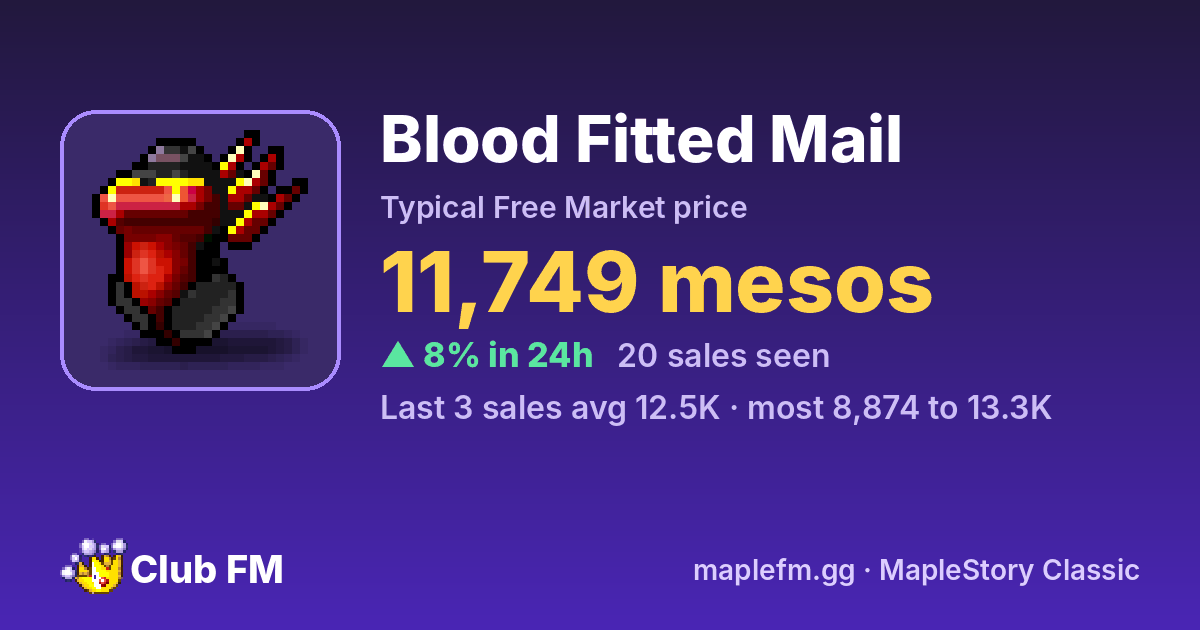 Blood Fitted Mail
Typical Free Market price
11,749 mesos
▲ 8% in 24h 20 sales seen
Last 3 sales avg 12.5K · most 8,874 to 13.3K
Club FM
maplefm.gg · MapleStory Classic